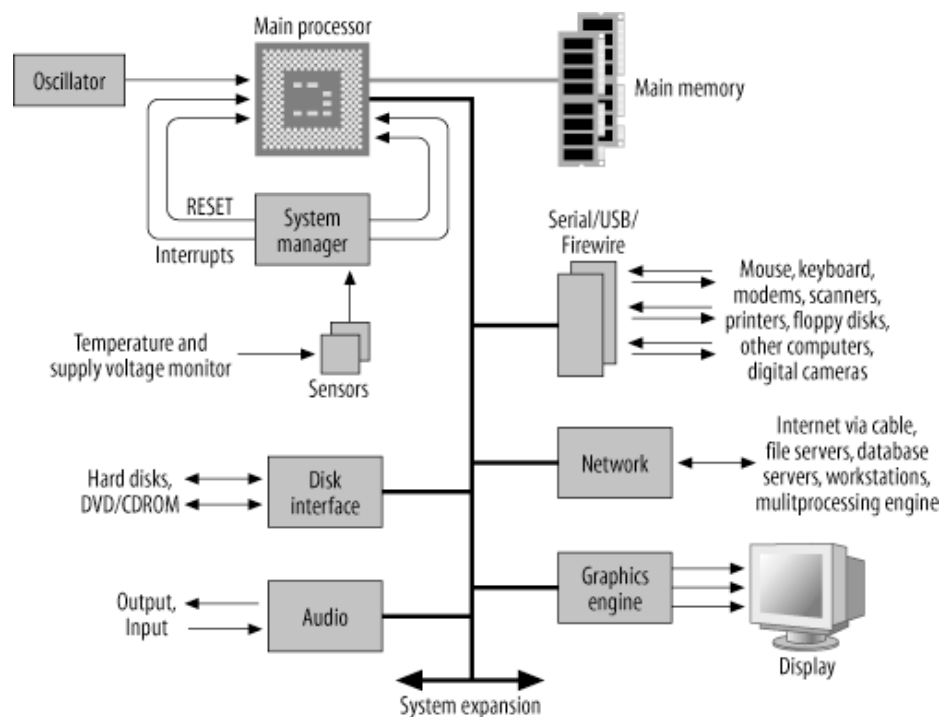 Main processor
Oscillator
Main memory
RESET
Interrupts
System
manager
Serial/USB/
Firewire
Mouse, keyboard,
modems, scanners,
printers, floppy disks,
other computers,
digital cameras
Temperature and
supply voltage monitor
Sensors
Hard disks,
DVD/CDROM
Disk
interface
Network
Internet via cable,
file servers, database
servers, workstations,
mulitprocessing engine
Output,
Input
Audio
Graphics
engine
Display
System expansion